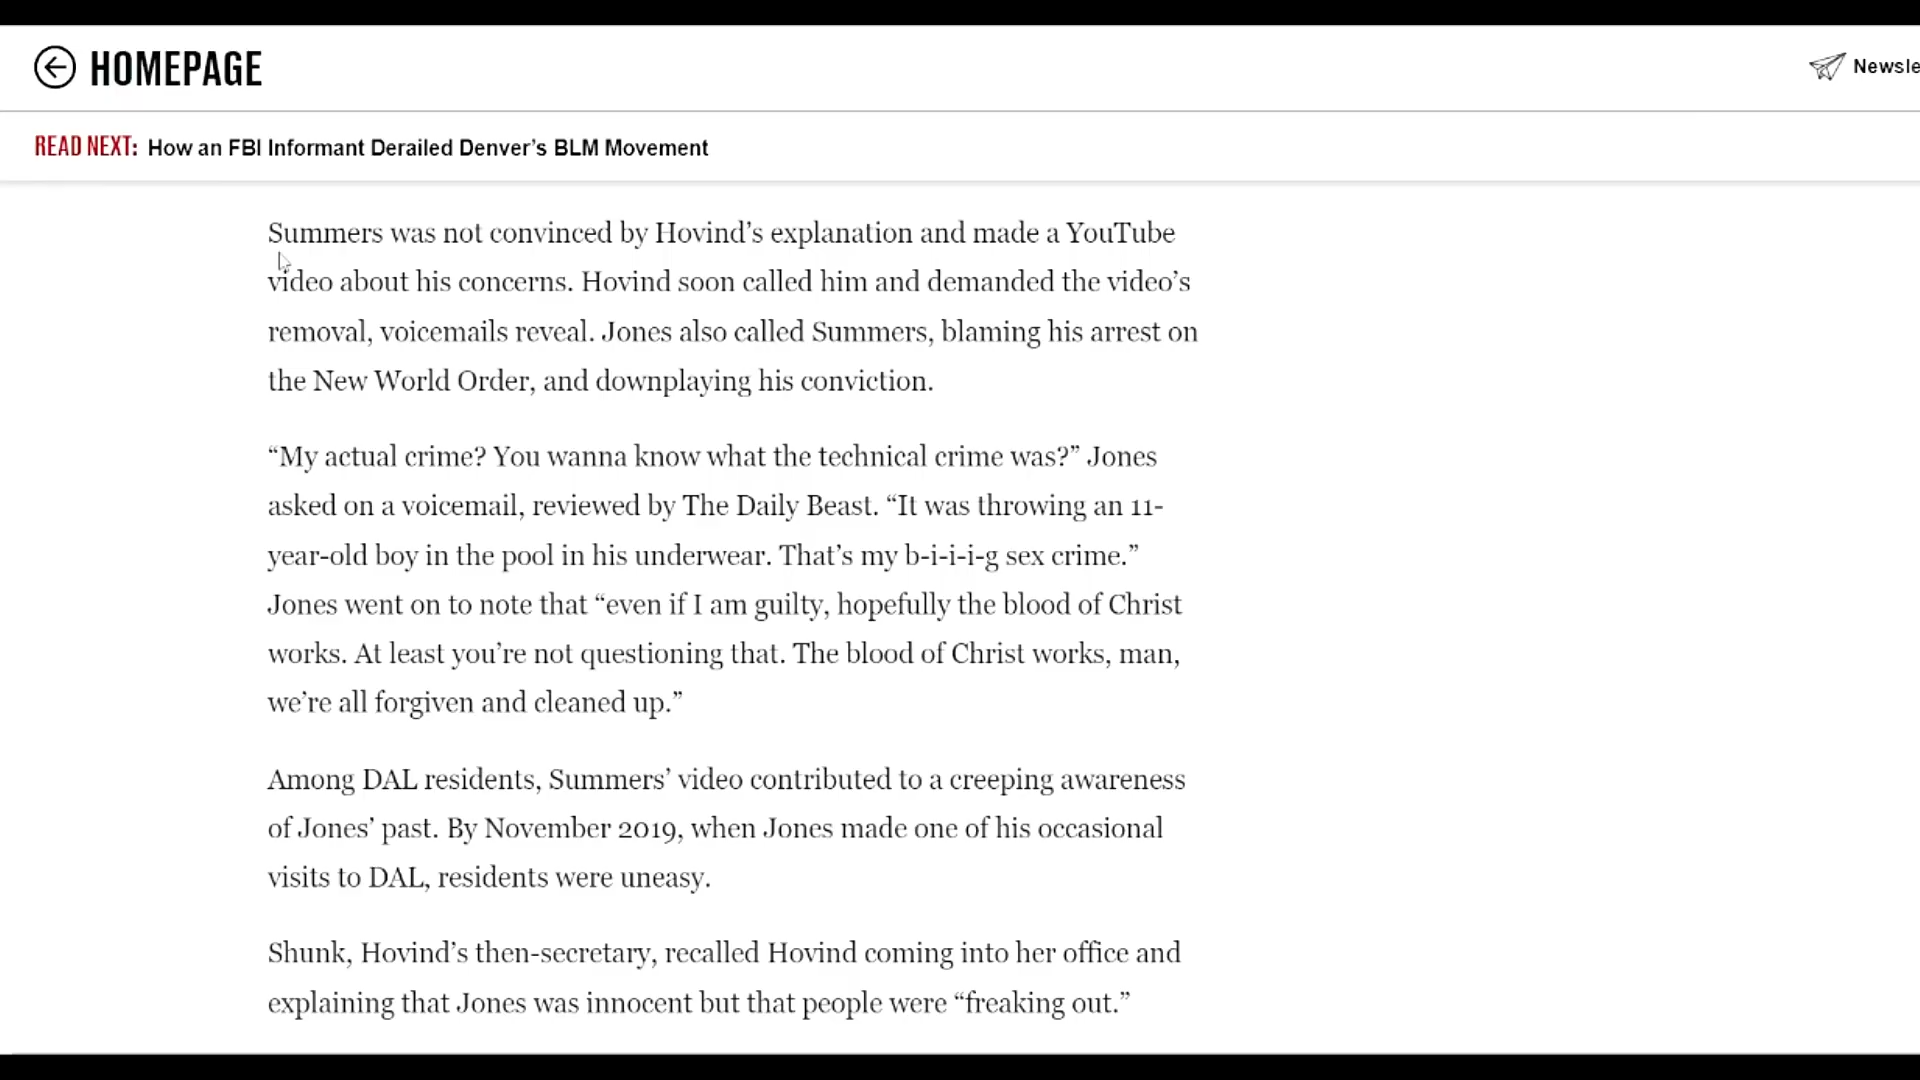 HOMEPAGE
Newsle
READ NEXT: How an FBI Informant Derailed Denver’s BLM Movement
Summers was not convinced by Hovind’s explanation and made a YouTube
video about his concerns. Hovind soon called him and demanded the video’s
removal, voicemails reveal. Jones also called Summers, blaming his arrest on
the New World Order, and downplaying his conviction.
“My actual crime? You wanna know what the technical crime was?” Jones
asked on a voicemail, reviewed by The Daily Beast. “It was throwing an 11-
year-old boy in the pool in his underwear. That’s my b-i-i-i-g sex crime.”
Jones went on to note that “even if I am guilty, hopefully the blood of Christ
works. At least you’re not questioning that. The blood of Christ works, man,
we’re all forgiven and cleaned up.”
Among DAL residents, Summers’ video contributed to a creeping awareness
of Jones’ past. By November 2019, when Jones made one of his occasional
visits to DAL, residents were uneasy.
Shunk, Hovind’s then-secretary, recalled Hovind coming into her office and
explaining that Jones was innocent but that people were “freaking out.”